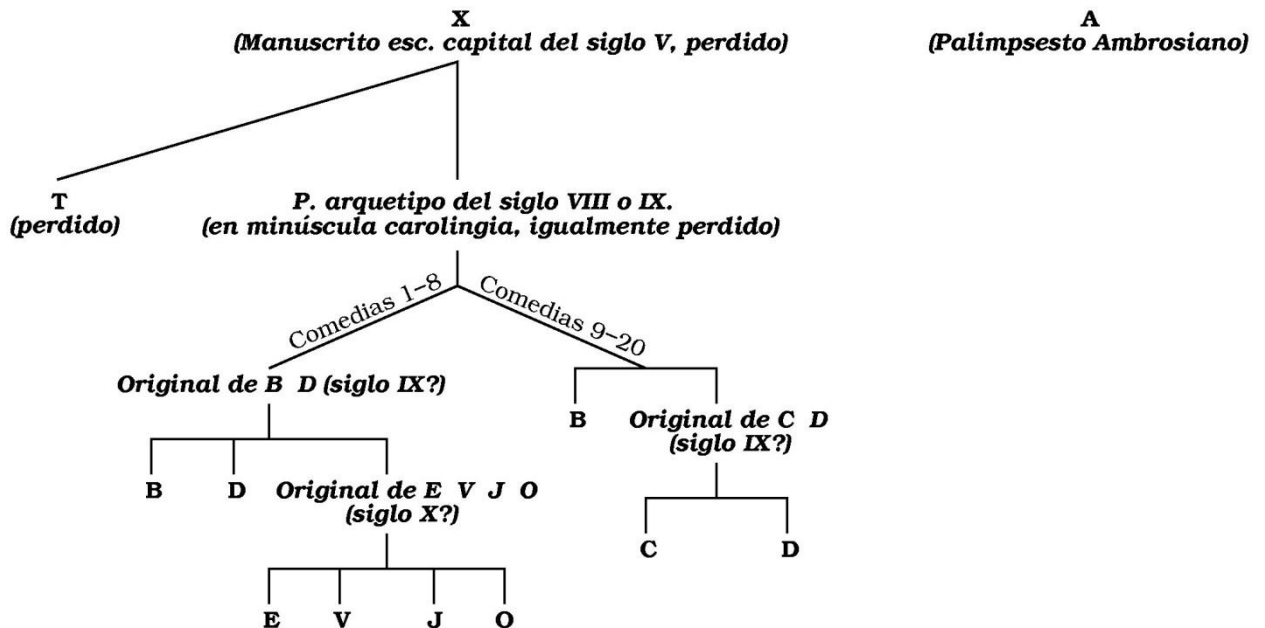 X
(Manuscrito esc. capital del siglo V, perdido)
A
(Palimpsesto Ambrosiano)
T
(perdido)
P. arquetipo del siglo VIII o IX.
(en minúscula carolingia, igualmente perdido)
Comedias 1–8
Comedias 9–20
Original de B D (siglo IX?)
B
Original de C D
(siglo IX?)
B
D
Original de E V J O
(siglo X?)
C
D
E
V
J
O